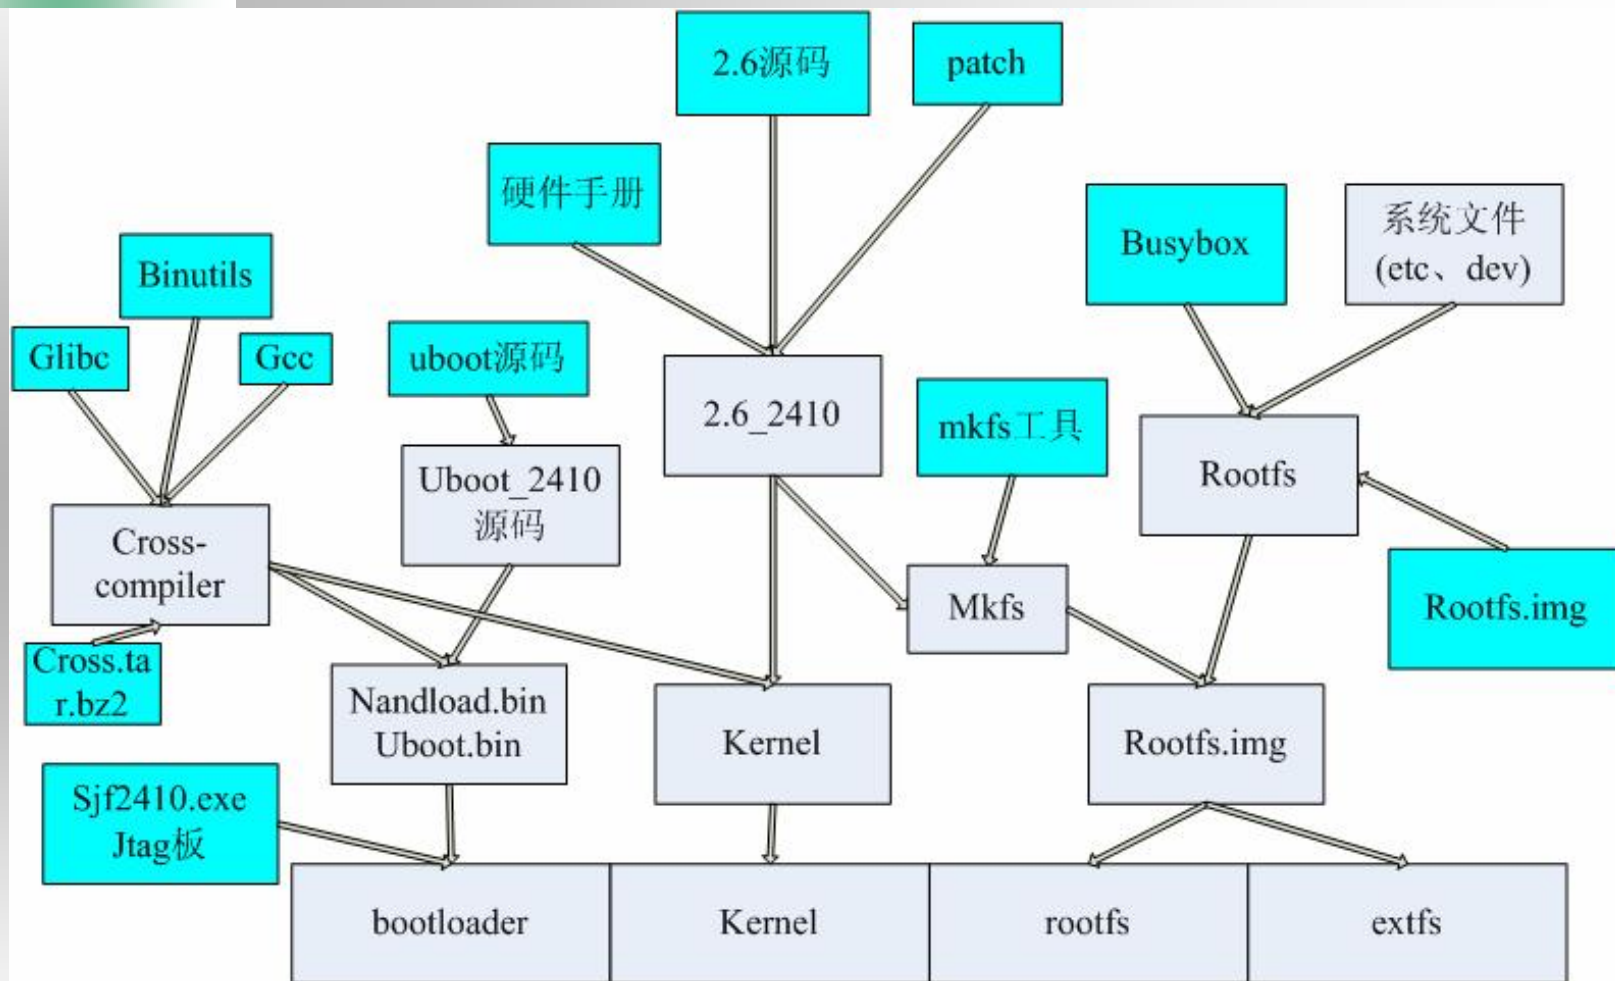 2.6源码
patch
硬件手册
Busybox
系统文件
(etc、dev)
Binutils
Glibc
Gcc
uboot源码
2.6_2410
mkfs工具
Rootfs
Uboot_2410
源码
Cross-
compiler
Mkfs
Rootfs.img
Cross.ta
r.bz2
Nandload.bin
Uboot.bin
Kernel
Rootfs.img
Sjf2410.exe
Jtag板
bootloader
Kernel
rootfs
extfs